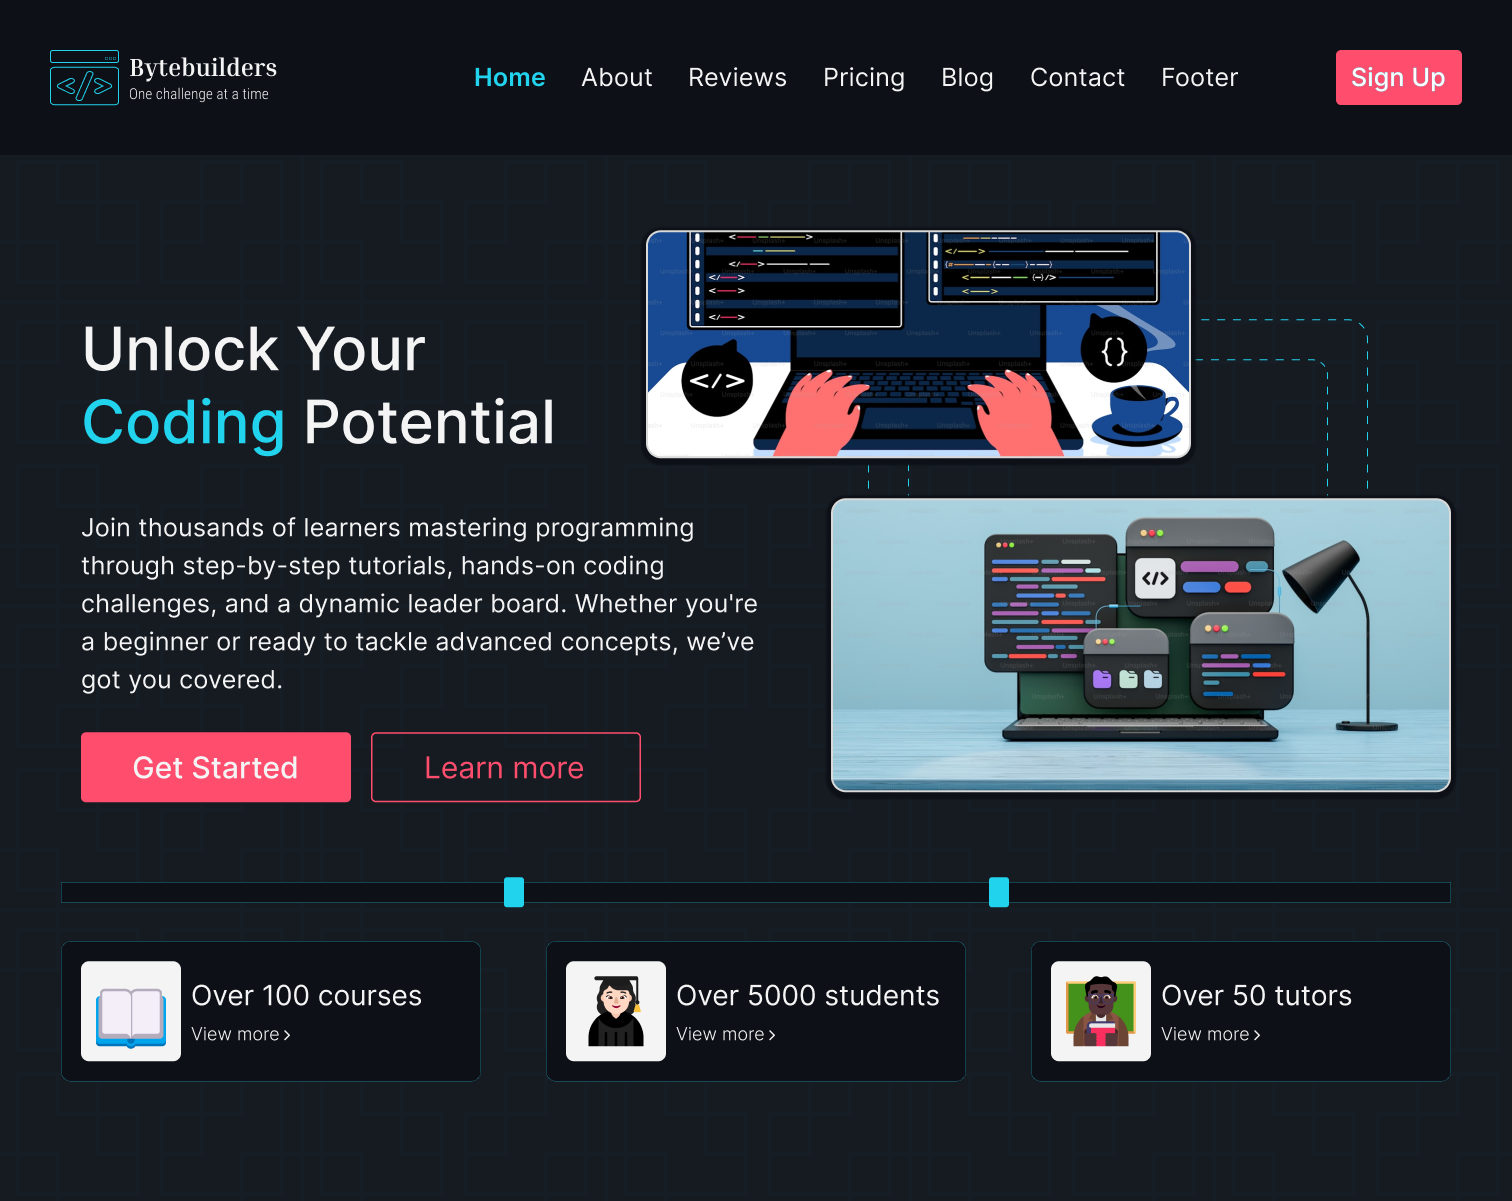 Bytebuilders
One challenge at a time
Home About Reviews Pricing Blog Contact Footer
Sign Up
Unlock Your
Coding Potential
Join thousands of learners mastering programming
through step-by-step tutorials, hands-on coding
challenges, and a dynamic leader board. Whether you're
a beginner or ready to tackle advanced concepts, we’ve
got you covered.
Get Started
Learn more
</>
{}
</>
Over 100 courses
View more ›
Over 5000 students
View more ›
Over 50 tutors
View more ›